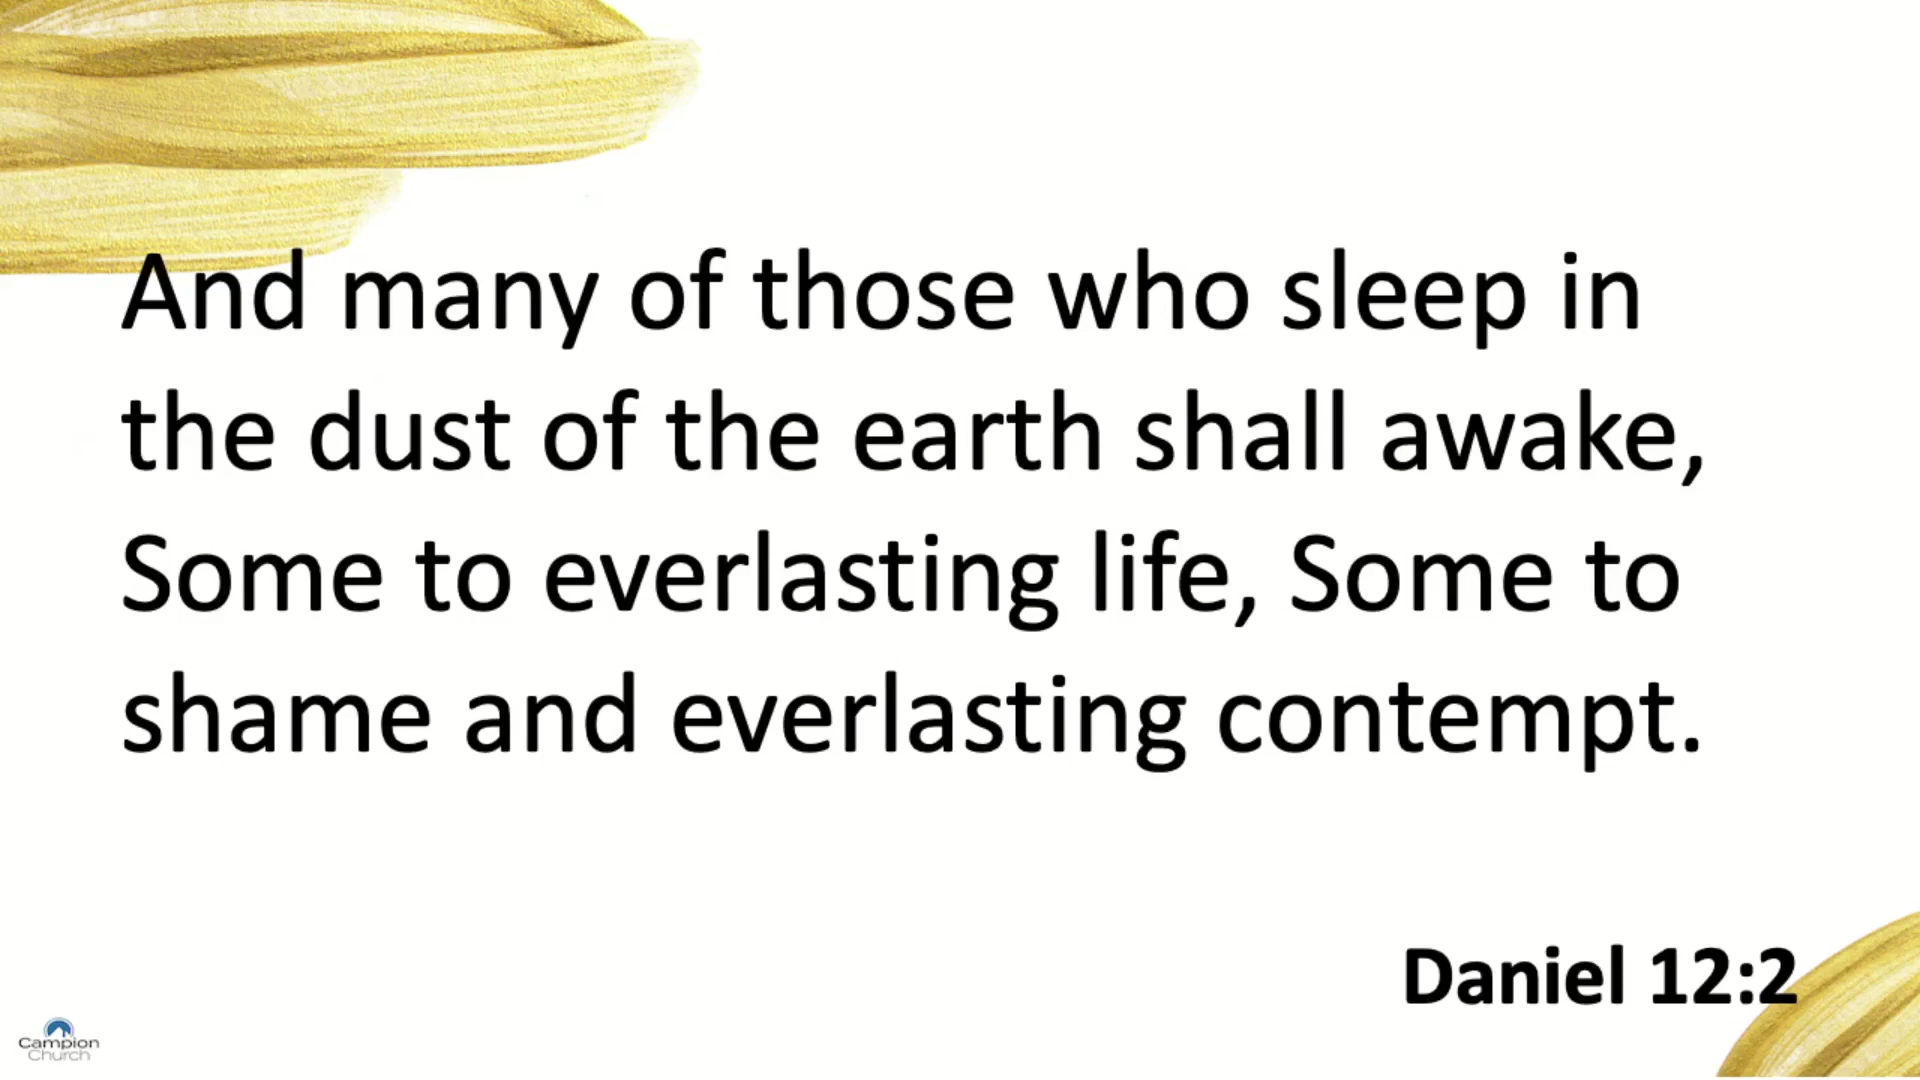 And many of those who sleep in
the dust of the earth shall awake,
Some to everlasting life, Some to
shame and everlasting contempt.
Daniel 12:2
Campion
Church